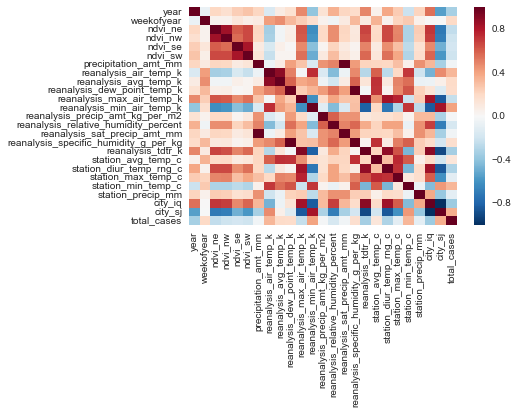 year
weekofyear
ndvi_ne
ndvi_nw
ndvi_se
ndvi_sw
precipitation_amt_mm
reanalysis_air_temp_k
reanalysis_avg_temp_k
reanalysis_dew_point_temp_k
reanalysis_max_air_temp_k
reanalysis_min_air_temp_k
reanalysis_precip_amt_kg_per_m2
reanalysis_relative_humidity_percent
reanalysis_sat_precip_amt_mm
reanalysis_specific_humidity_g_per_kg
reanalysis_tdtr_k
station_avg_temp_c
station_diur_temp_rng_c
station_max_temp_c
station_min_temp_c
station_precip_mm
city_iq
city_sj
total_cases
year
weekofyear
ndvi_ne
ndvi_nw
ndvi_se
ndvi_sw
precipitation_amt_mm
reanalysis_air_temp_k
reanalysis_avg_temp_k
reanalysis_dew_point_temp_k
reanalysis_max_air_temp_k
reanalysis_min_air_temp_k
reanalysis_precip_amt_kg_per_m2
reanalysis_relative_humidity_percent
reanalysis_sat_precip_amt_mm
reanalysis_specific_humidity_g_per_kg
reanalysis_tdtr_k
station_avg_temp_c
station_diur_temp_rng_c
station_max_temp_c
station_min_temp_c
station_precip_mm
city_iq
city_sj
total_cases
0.8
0.4
0.0
−0.4
−0.8